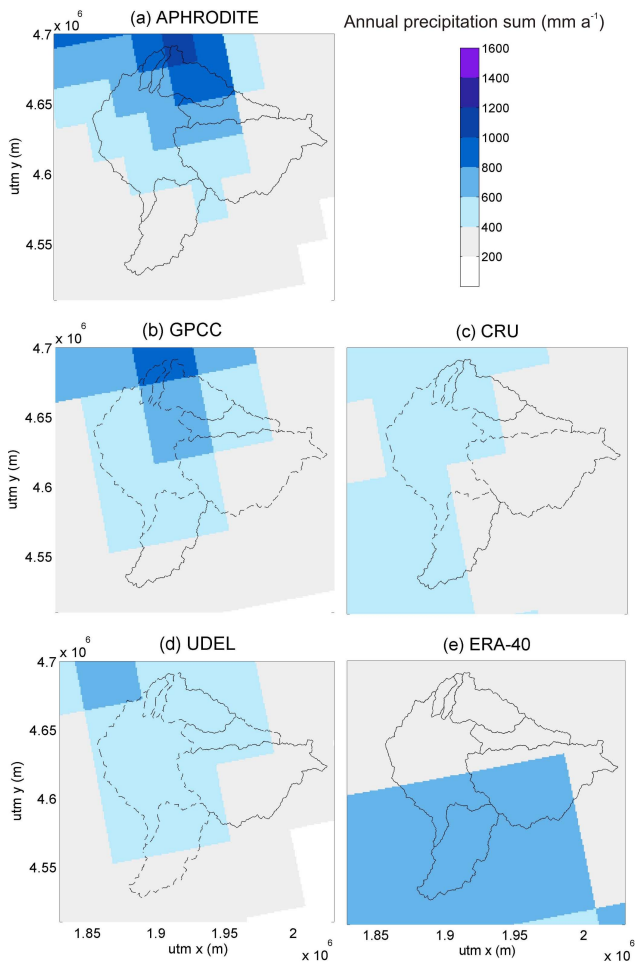 (a) APHRODITE
Annual precipitation sum (mm a⁻¹)
x 10⁶
4.7
4.65
4.6
4.55
utm y (m)
1600
1400
1200
1000
800
600
400
200
(b) GPCC
(c) CRU
x 10⁶
4.7
4.65
4.6
4.55
utm y (m)
(d) UDEL
(e) ERA-40
x 10⁶
4.7
4.65
4.6
4.55
utm y (m)
1.85 1.9 1.95 2
x 10⁶
utm x (m)
1.85 1.9 1.95 2
x 10⁶
utm x (m)